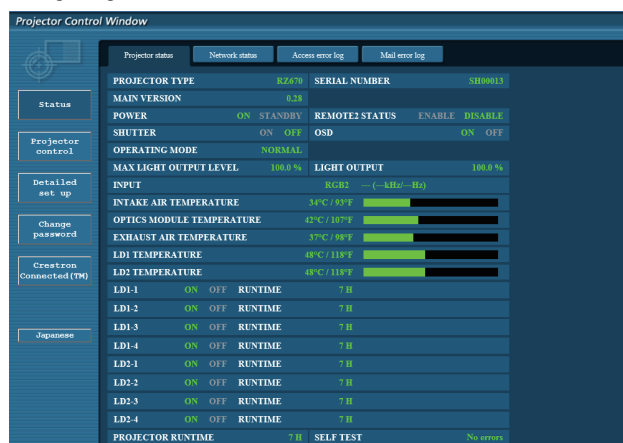 Projector Control Window
Projector status Network status Access error log Mail error log
Status
Projector control
Detailed set up
Change password
Crestron Connected(TM)
Japanese
PROJECTOR TYPE RZ670 SERIAL NUMBER SH00013
MAIN VERSION 0.28
POWER ON STANDBY REMOTE2 STATUS ENABLE DISABLE
SHUTTER ON OFF OSD ON OFF
OPERATING MODE NORMAL
MAX LIGHT OUTPUT LEVEL 100.0 % LIGHT OUTPUT 100.0 %
INPUT RGB2 --- (---kHz/---Hz)
INTAKE AIR TEMPERATURE 34°C / 93°F
OPTICS MODULE TEMPERATURE 42°C / 107°F
EXHAUST AIR TEMPERATURE 37°C / 98°F
LD1 TEMPERATURE 48°C / 118°F
LD2 TEMPERATURE 48°C / 118°F
LD1-1 ON OFF RUNTIME 7 H
LD1-2 ON OFF RUNTIME 7 H
LD1-3 ON OFF RUNTIME 7 H
LD1-4 ON OFF RUNTIME 7 H
LD2-1 ON OFF RUNTIME 7 H
LD2-2 ON OFF RUNTIME 7 H
LD2-3 ON OFF RUNTIME 7 H
LD2-4 ON OFF RUNTIME 7 H
PROJECTOR RUNTIME 7 H SELF TEST No errors